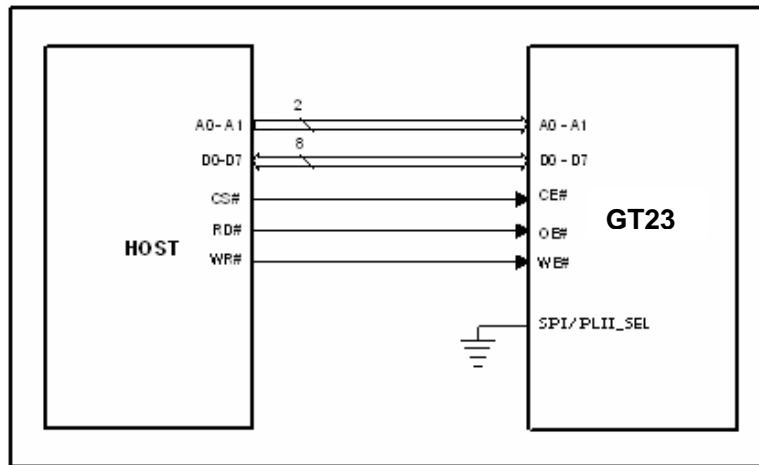 2
A0-A1 A0-A1
8
D0-D7 D0-D7
CS# CE#
GT23
RD# OE#
HOST
WR# WE#
SPI/PLII_SEL